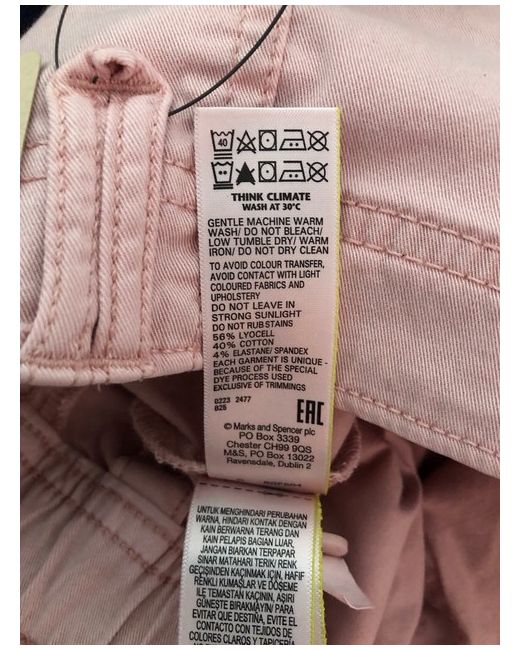 40
THINK CLIMATE
WASH AT 30°C
GENTLE MACHINE WARM
WASH/ DO NOT BLEACH/
LOW TUMBLE DRY/ WARM
IRON/ DO NOT DRY CLEAN
TO AVOID COLOUR TRANSFER,
AVOID CONTACT WITH LIGHT
COLOURED FABRICS AND
UPHOLSTERY
DO NOT LEAVE IN
STRONG SUNLIGHT
DO NOT RUB STAINS
56% LYOCELL
40% COTTON
4% ELASTANE/ SPANDEX
EACH GARMENT IS UNIQUE -
BECAUSE OF THE SPECIAL
DYE PROCESS USED
EXCLUSIVE OF TRIMMINGS
0223 2477
825
EAC
© Marks and Spencer plc
PO Box 3339
Chester CH99 9QS
M&S, PO Box 13022
Ravensdale, Dublin 2
UNTUK MENGHINDARI PERUBAHAN
WARNA, HINDARI KONTAK DENGAN
KAIN BERWARNA TERANG DAN
KAIN PELAPIS BAGIAN LUAR,
JANGAN BIARKAN TERPAPAR
SINAR MATAHARI TERIK/ RENK
GEÇİŞİNDEN KAÇINMAK İÇİN, HAFİF
RENKLİ KUMAŞLAR VE DÖŞEME
İLE TEMASTAN KAÇININ, AŞIRI
GÜNEŞTE BIRAKMAYIN/ PARA
EVITAR QUE DESTIÑA, EVITE EL
CONTACTO CON TEJIDOS DE
COLORES CLAROS Y TAPICERÍA